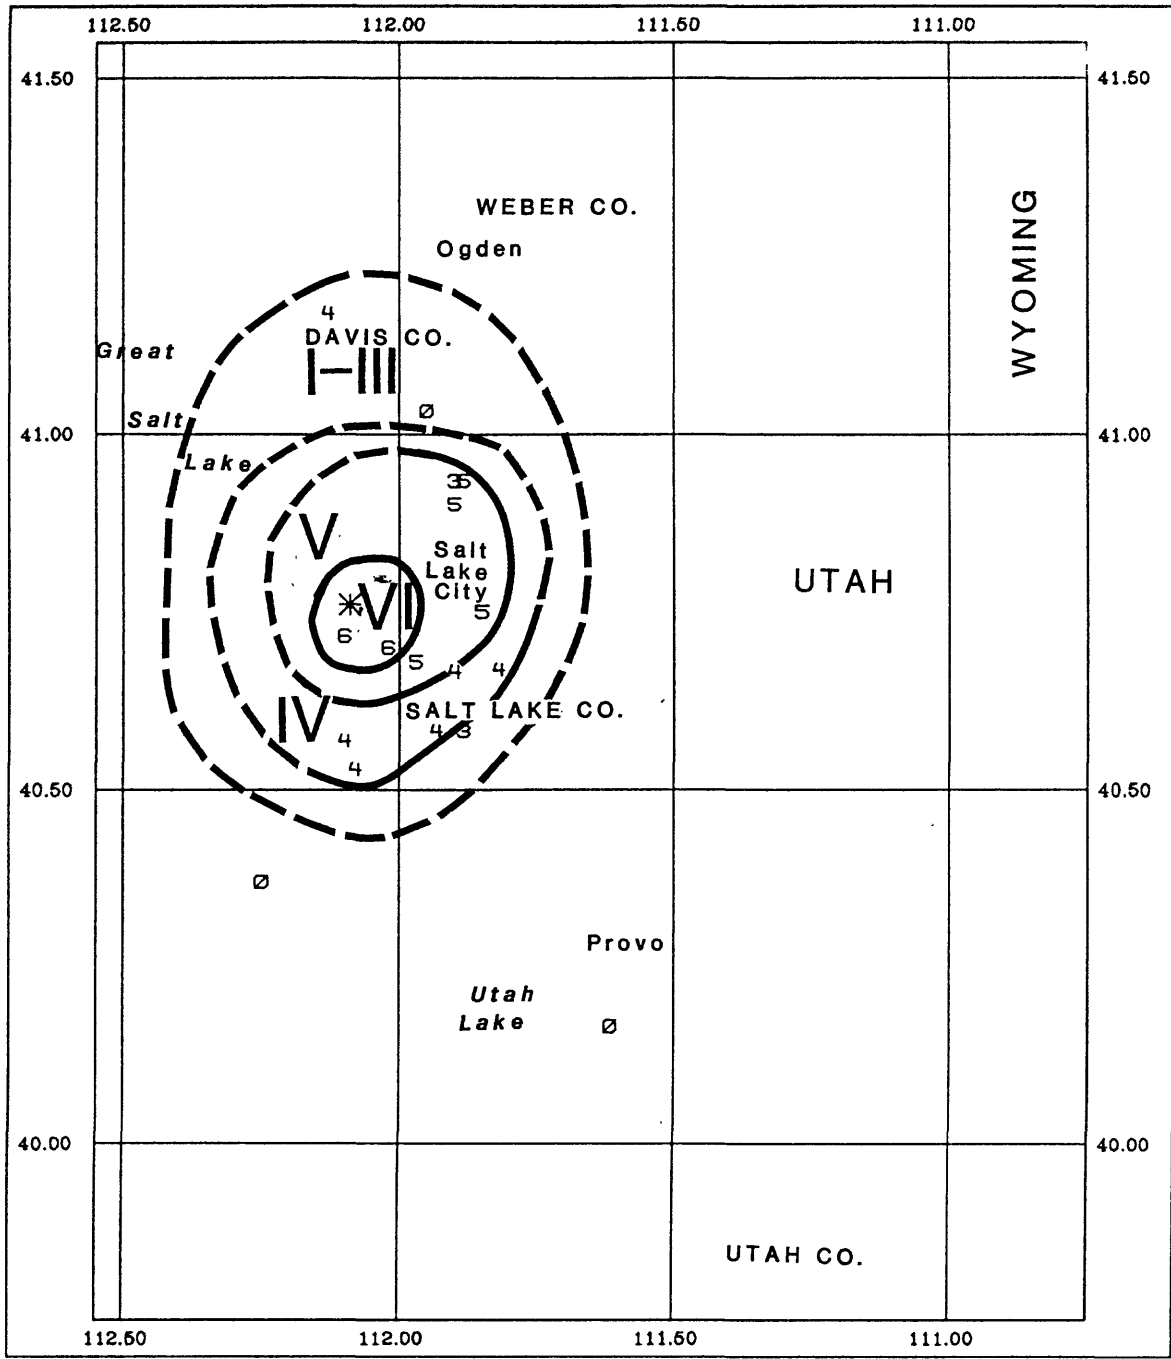 112.50 112.00 111.50 111.00
41.50 41.50
WEBER CO.
WYOMING
Ogden
4
DAVIS CO.
Great
I-III
Ø
Salt
41.00 41.00
Lake
35
5
V
Salt
Lake
City
UTAH
VI
5
6
6
5
4 4
IV
SALT LAKE CO.
4 3
4
4
40.50 40.50
Ø
Provo
Utah
Lake
Ø
40.00 40.00
UTAH CO.
112.50 112.00 111.50 111.00